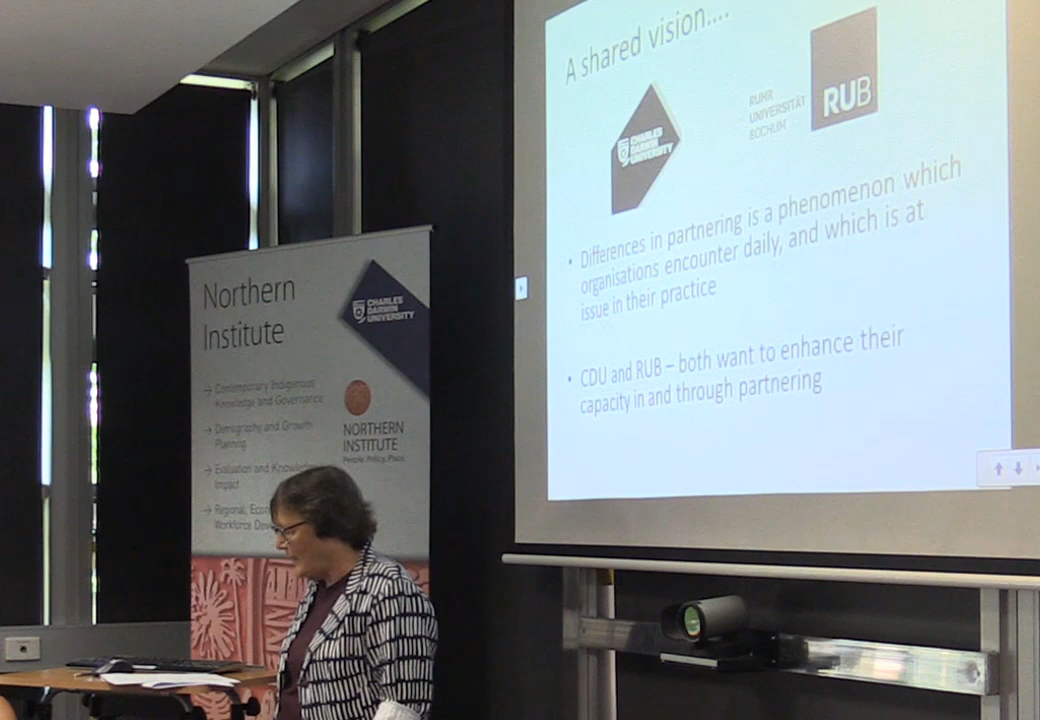 A shared vision....
CHARLES
DARWIN
UNIVERSITY
RUHR
UNIVERSITÄT
BOCHUM
RUB
• Differences in partnering is a phenomenon which
organisations encounter daily, and which is at
issue in their practice
• CDU and RUB – both want to enhance their
capacity in and through partnering
Northern
Institute
CHARLES
DARWIN
UNIVERSITY
→ Contemporary Indigenous
Knowledge and Governance
→ Demography and Growth
Planning
→ Evaluation and Knowledge
Impact
→ Regional,
Workforce
NORTHERN
INSTITUTE
People. Policy. Place.